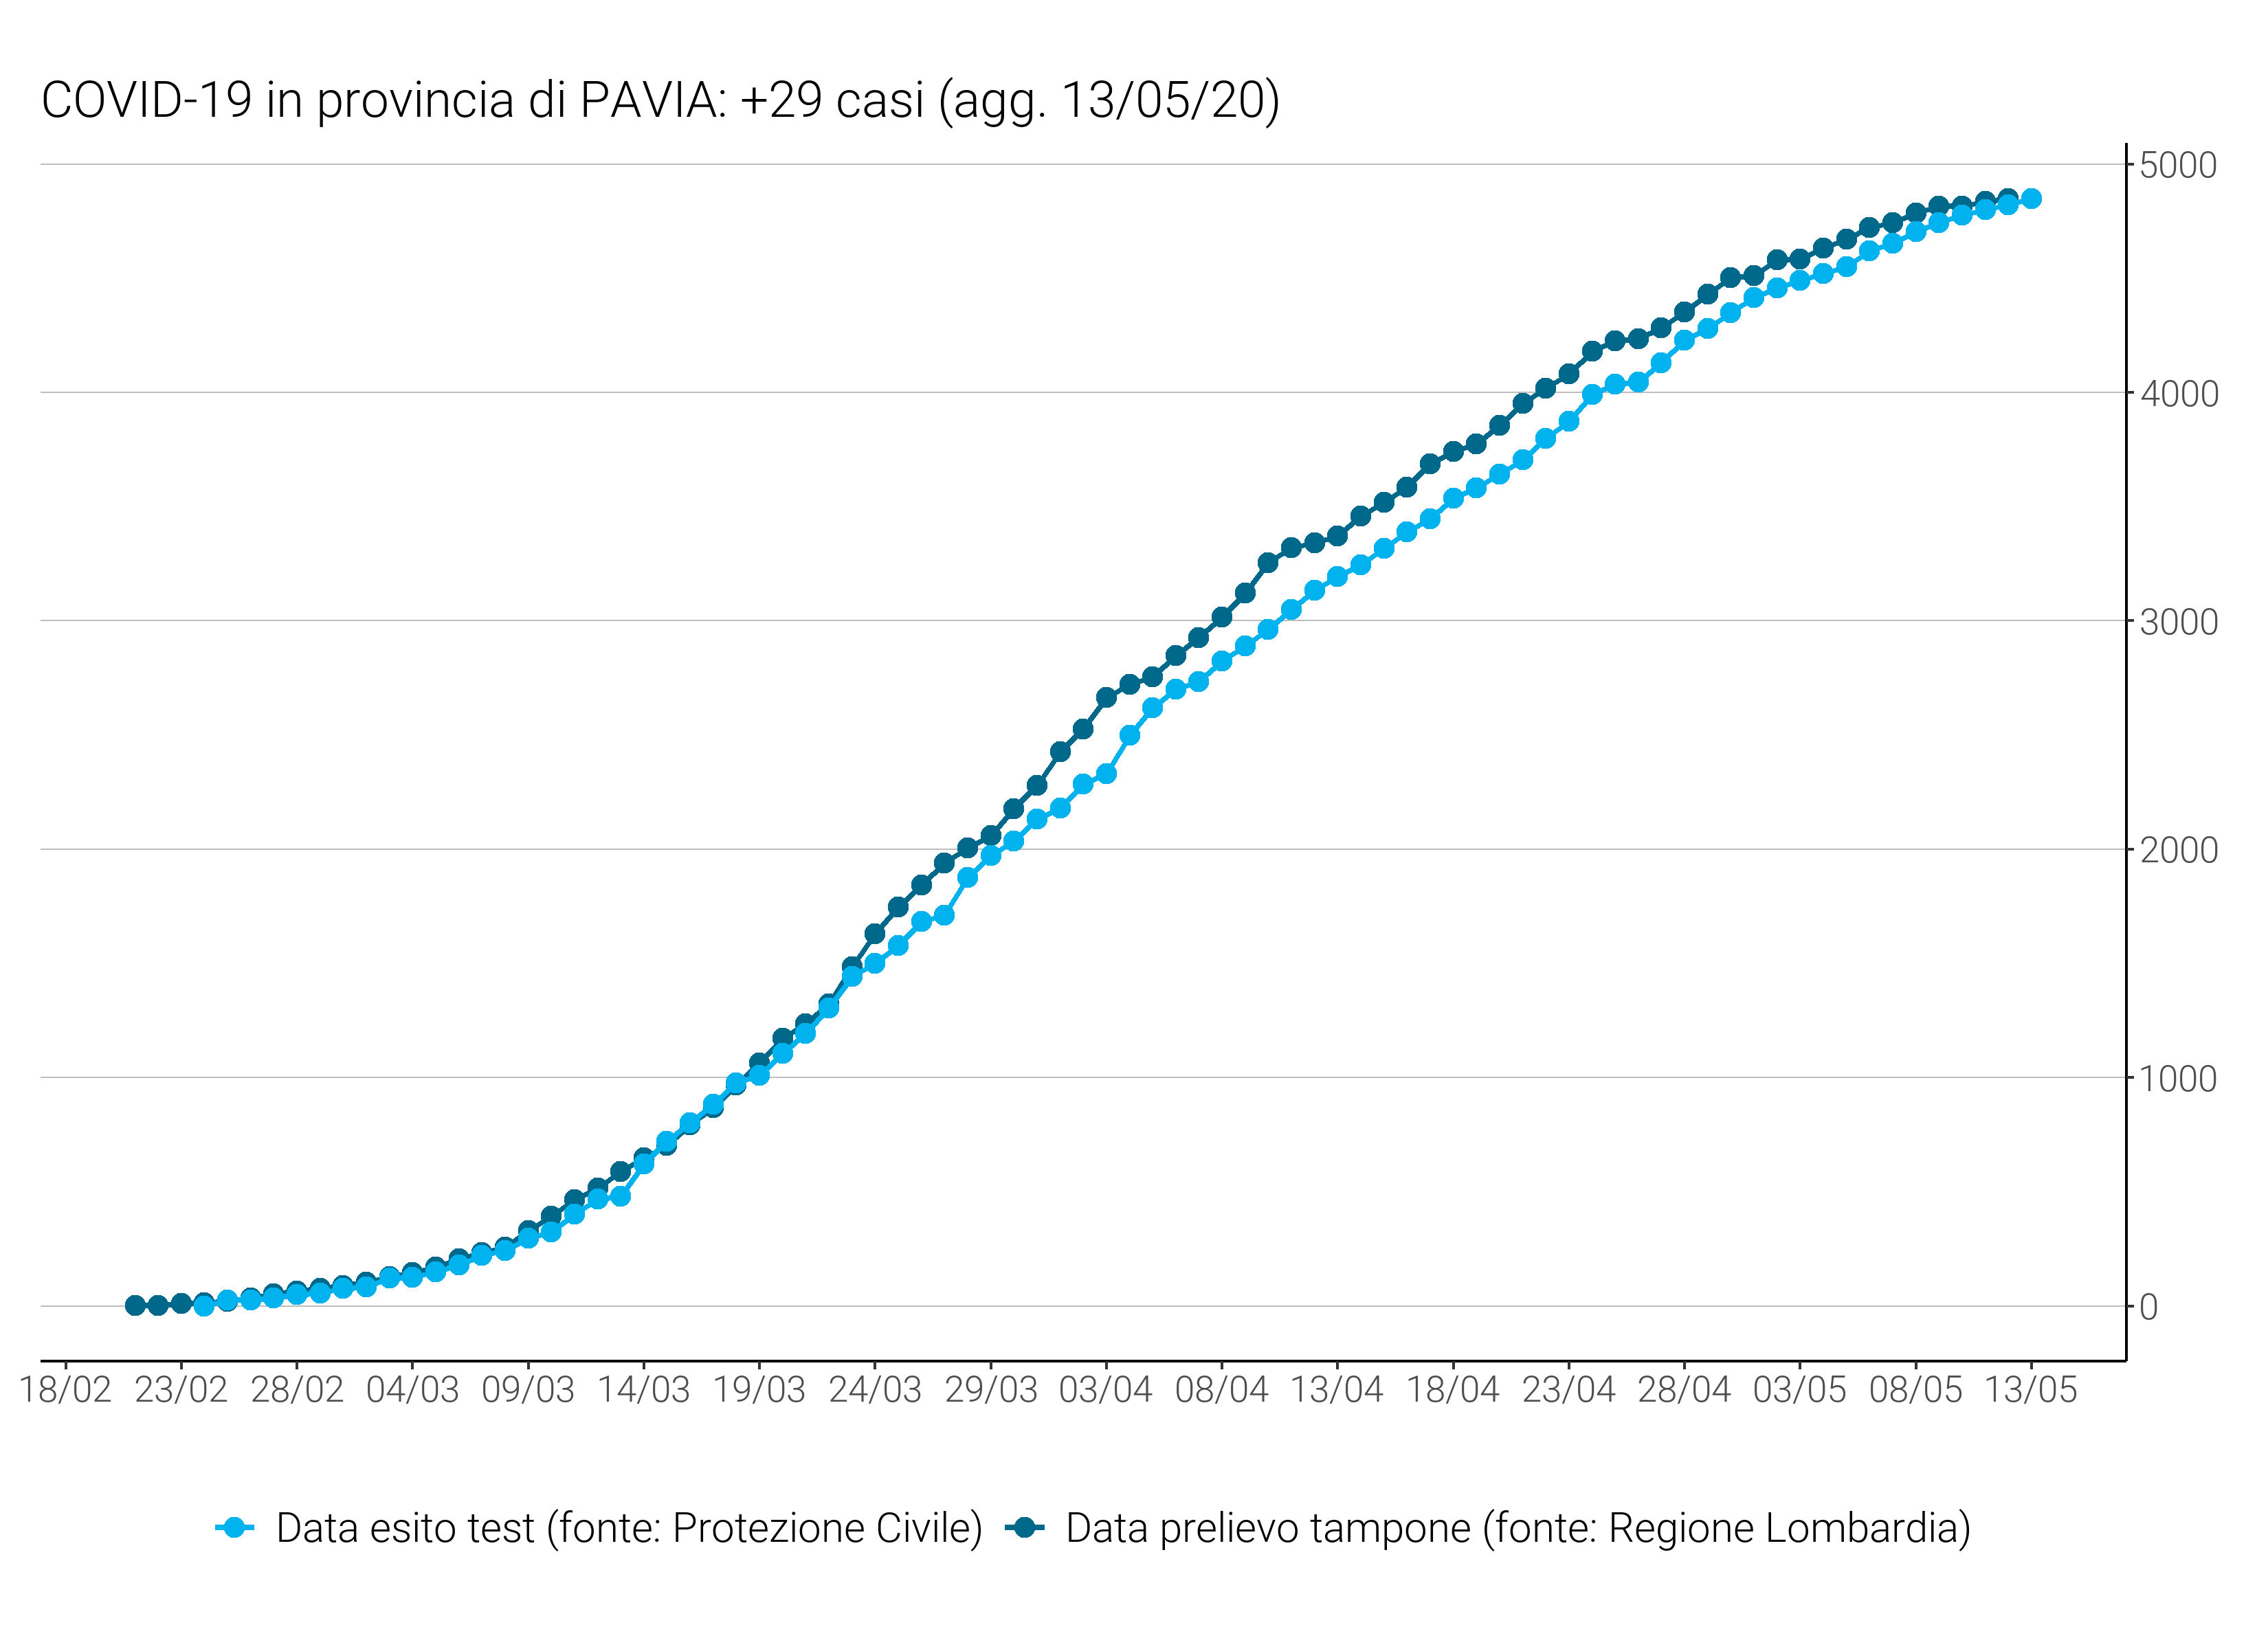 COVID-19 in provincia di PAVIA: +29 casi (agg. 13/05/20)
5000
4000
3000
2000
1000
0
18/02 23/02 28/02 04/03 09/03 14/03 19/03 24/03 29/03 03/04 08/04 13/04 18/04 23/04 28/04 03/05 08/05 13/05
Data esito test (fonte: Protezione Civile) Data prelievo tampone (fonte: Regione Lombardia)